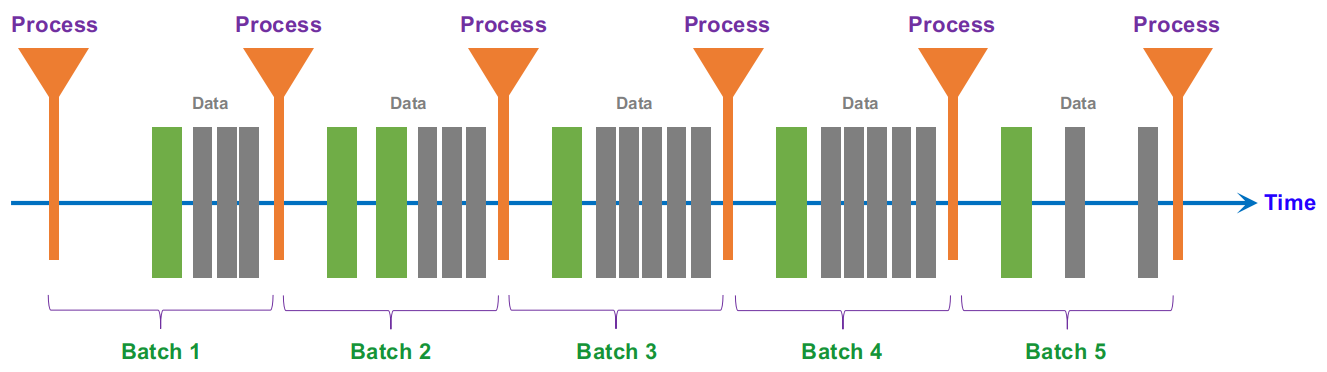 Process Process Process Process Process Process
Data Data Data Data Data
Time
Batch 1 Batch 2 Batch 3 Batch 4 Batch 5